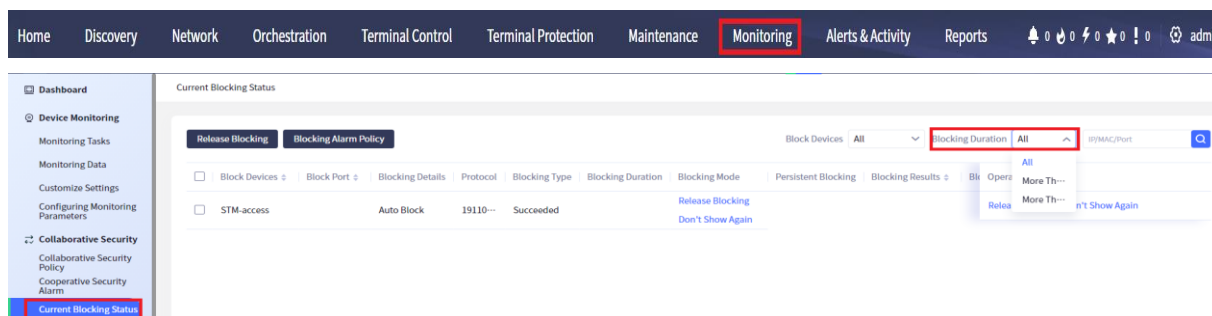 Home Discovery Network Orchestration Terminal Control Terminal Protection Maintenance Monitoring Alerts & Activity Reports 0 0 0 0 0 adm
Dashboard
Current Blocking Status
Device Monitoring
Monitoring Tasks
Monitoring Data
Customize Settings
Configuring Monitoring
Parameters
Collaborative Security
Collaborative Security
Policy
Cooperative Security
Alarm
Current Blocking Status
Release Blocking Blocking Alarm Policy Block Devices All Blocking Duration All IP/MAC/Port
All
More Th···
More Th···
Block Devices Block Port Blocking Details Protocol Blocking Type Blocking Duration Blocking Mode Persistent Blocking Blocking Results Bl Opera
STM-access Auto Block 19110··· Succeeded
Release Blocking
Don't Show Again
Relea n't Show Again